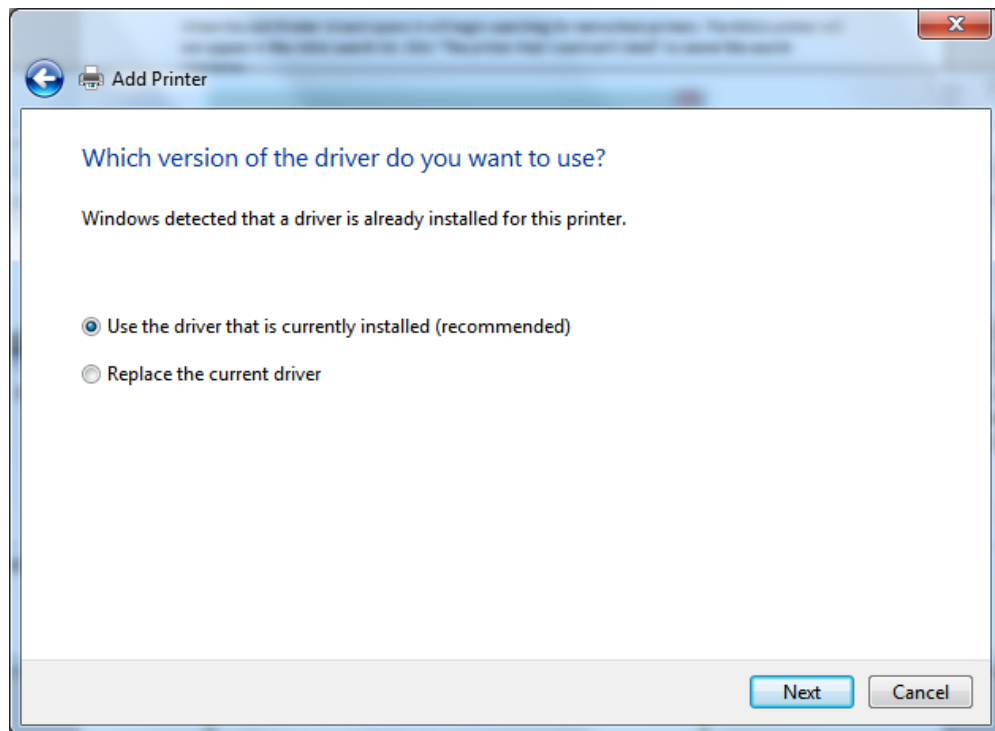 Add Printer
Which version of the driver do you want to use?
Windows detected that a driver is already installed for this printer.
Use the driver that is currently installed (recommended)
Replace the current driver
Next
Cancel